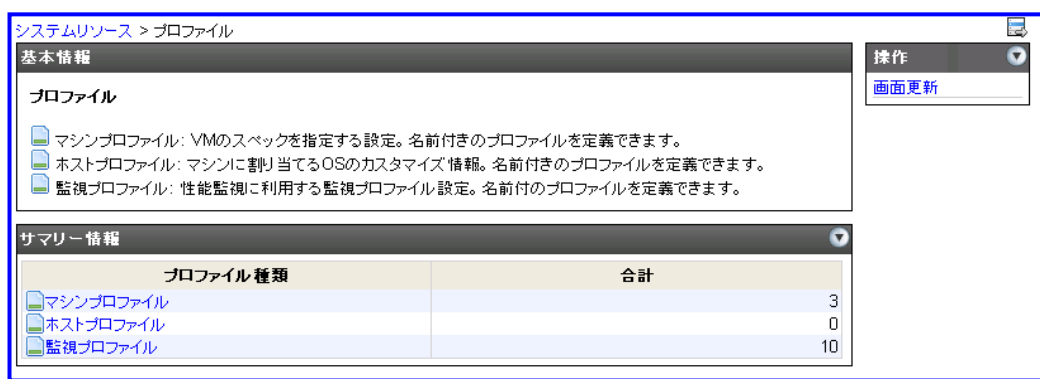 システムリソース > プロファイル
基本情報
プロファイル
マシンプロファイル: VMのスペックを指定する設定。名前付きのプロファイルを定義できます。
ホストプロファイル: マシンに割り当てるOSのカスタマイズ情報。名前付きのプロファイルを定義できます。
監視プロファイル: 性能監視に利用する監視プロファイル設定。名前付のプロファイルを定義できます。
サマリー情報
プロファイル種類 合計
マシンプロファイル 3
ホストプロファイル 0
監視プロファイル 10
操作
画面更新